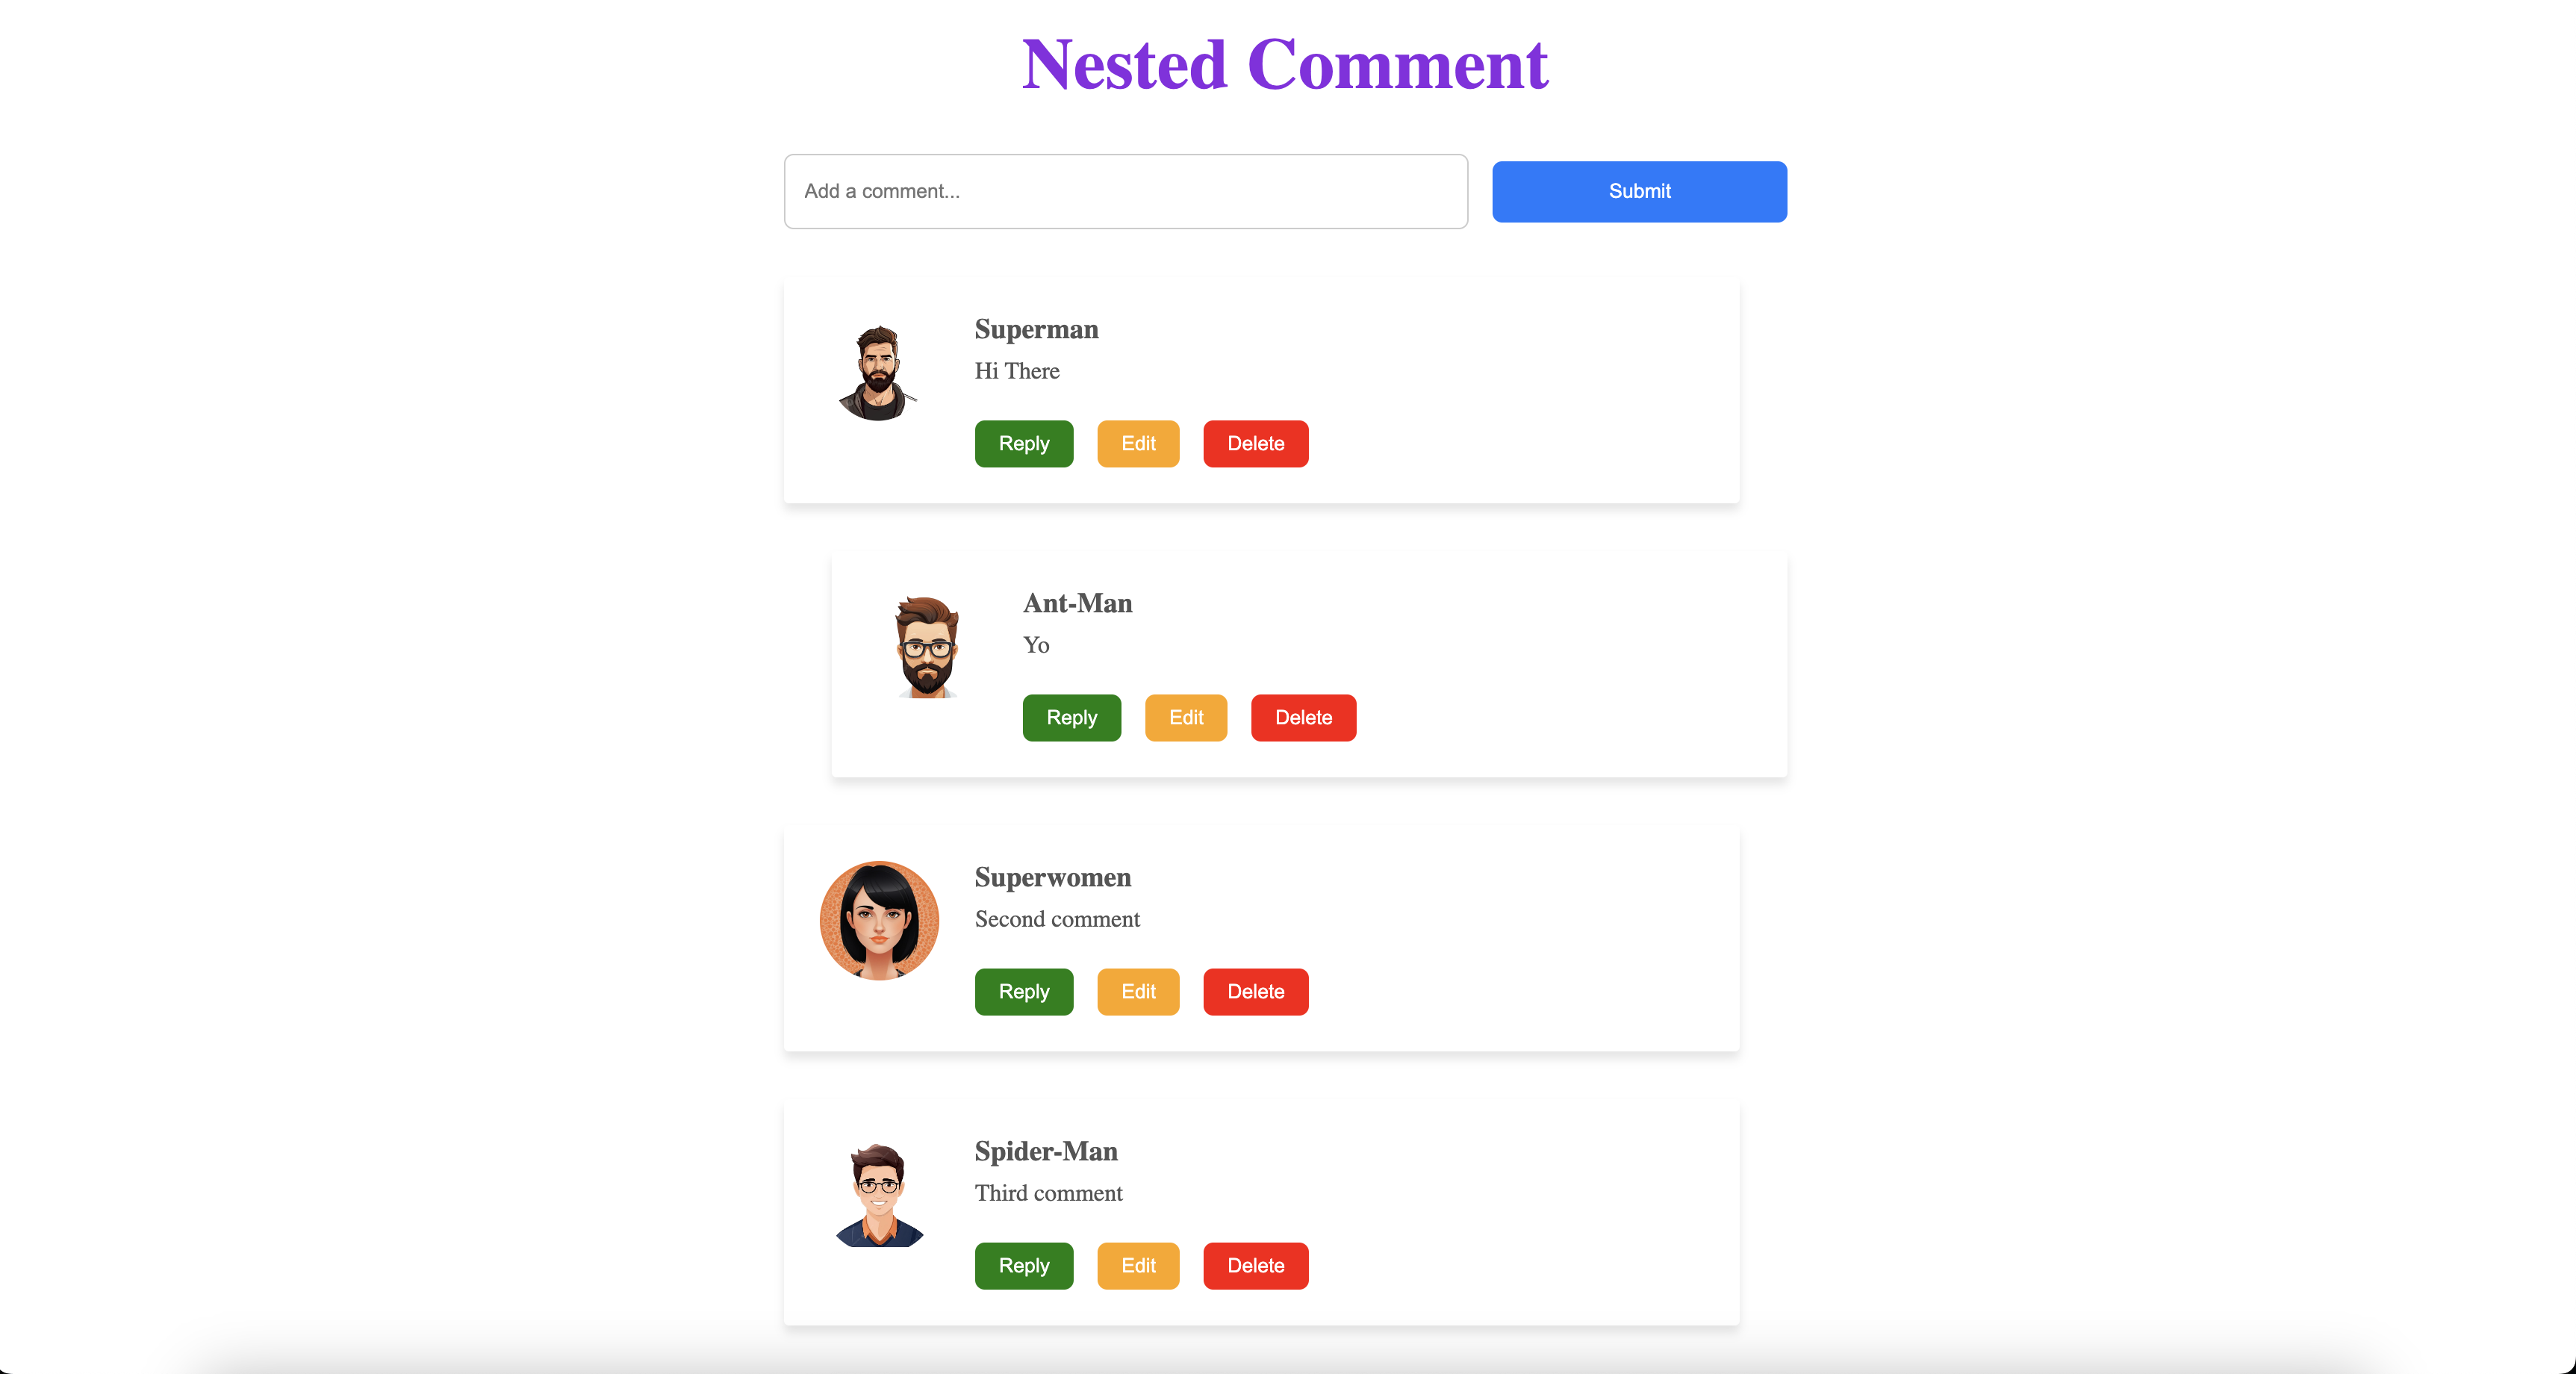 Nested Comment
Add a comment...
Submit
Superman
Hi There
Reply Edit Delete
Ant-Man
Yo
Reply Edit Delete
Superwomen
Second comment
Reply Edit Delete
Spider-Man
Third comment
Reply Edit Delete